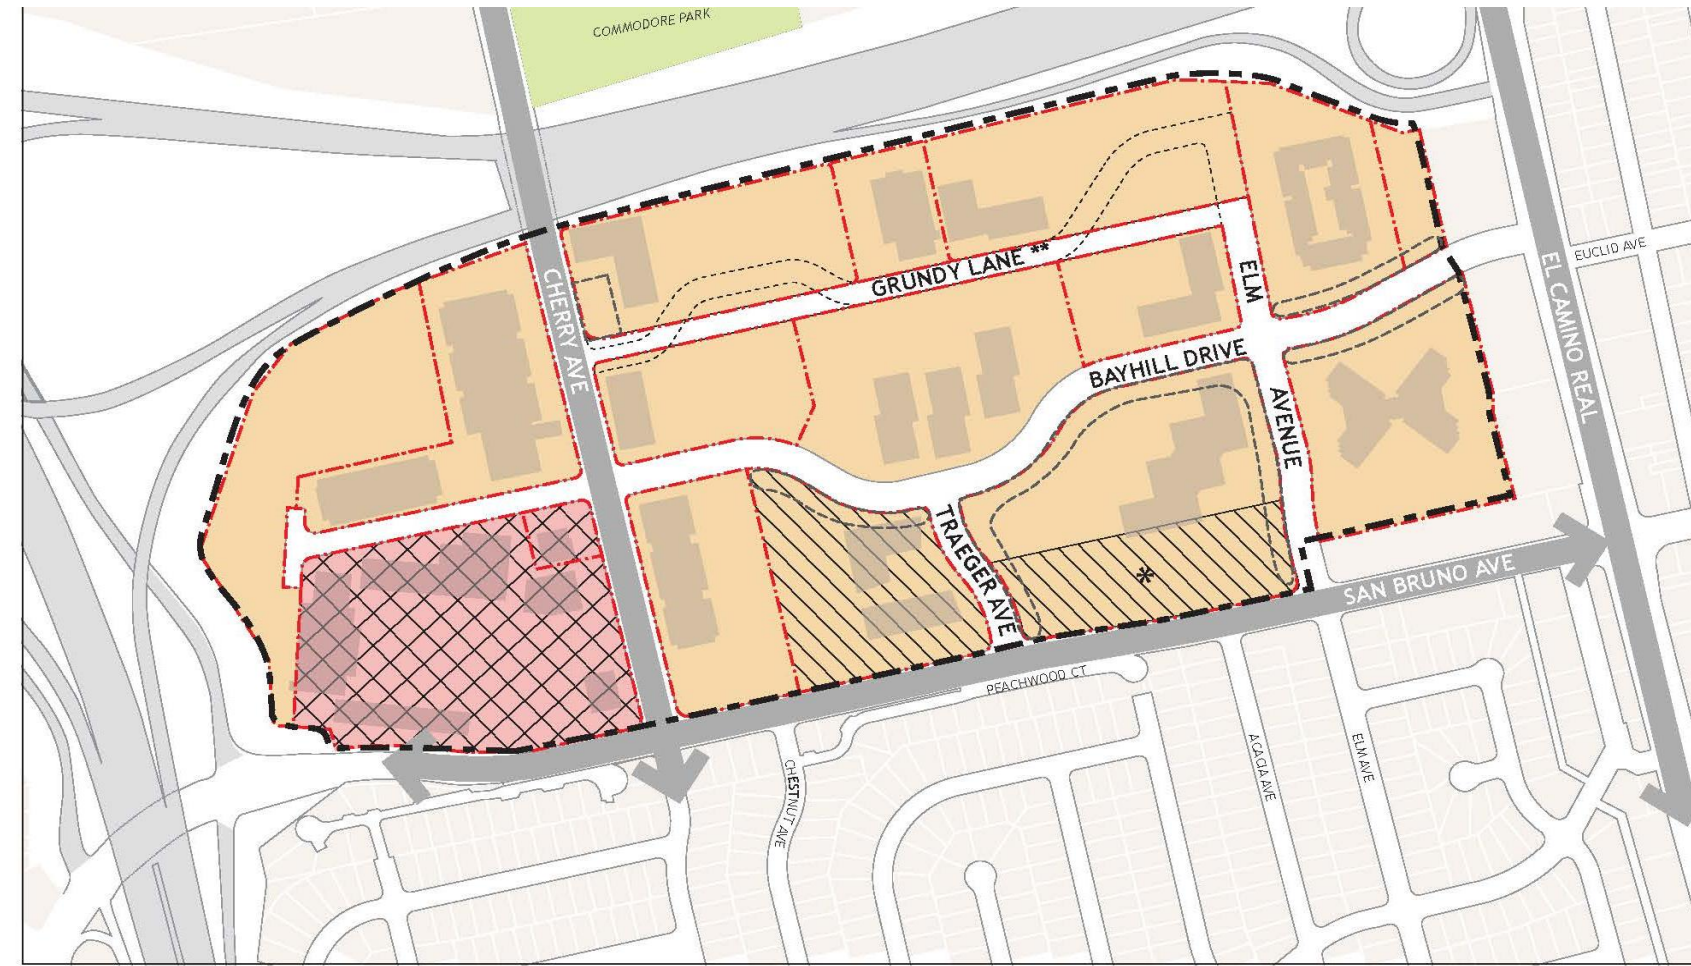 COMMODORE PARK
CHERRY AVE
GRUNDY LANE **
ELM
AVENUE
EUCLID AVE
EL CAMINO REAL
BAYHILL DRIVE
TRAEGER AVE
*
SAN BRUNO AVE
PEACHWOOD CT
CHESTNUT AVE
ACACIA AVE
ELM AVE